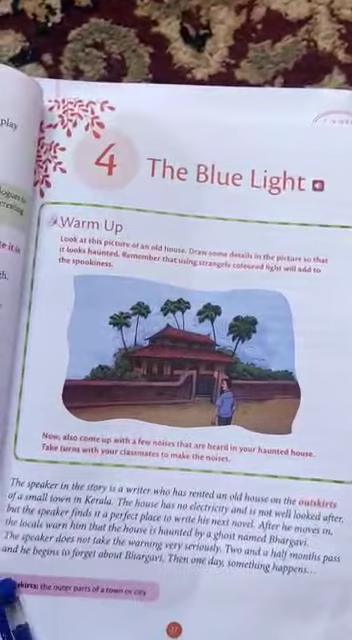 play
4
The Blue Light
Warm Up
Look at this picture of an old house. Draw some details in the picture so that
it looks haunted. Remember that using strangely coloured light will add to
the spookiness.
Now, also come up with a few noises that are heard in your haunted house.
Take turns with your classmates to make the noises.
The speaker in the story is a writer who has rented an old house on the outskirts
of a small town in Kerala. The house has no electricity and is not well looked after,
but the speaker finds it a perfect place to write his next novel. After he moves in,
the locals warn him that the house is haunted by a ghost named Bhargavi.
The speaker does not take the warning very seriously. Two and a half months pass
and he begins to forget about Bhargavi. Then one day, something happens...
skirts: the outer parts of a town or city